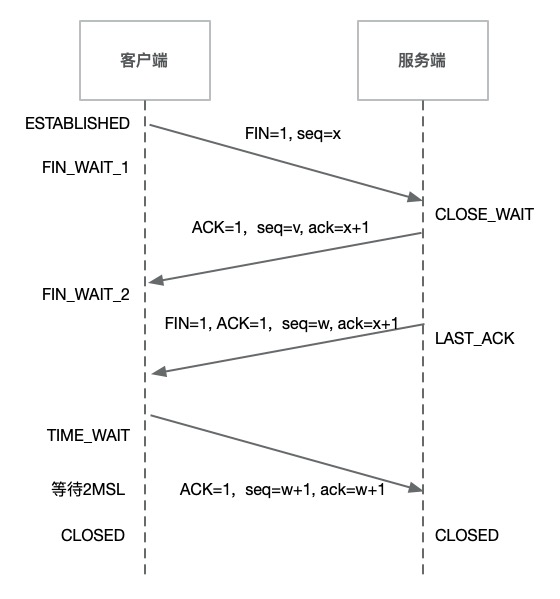 客户端
服务端
ESTABLISHED
FIN=1, seq=x
FIN_WAIT_1
CLOSE_WAIT
ACK=1,  seq=v, ack=x+1
FIN_WAIT_2
FIN=1, ACK=1,  seq=w, ack=x+1
LAST_ACK
TIME_WAIT
等待2MSL
ACK=1,  seq=w+1, ack=w+1
CLOSED
CLOSED